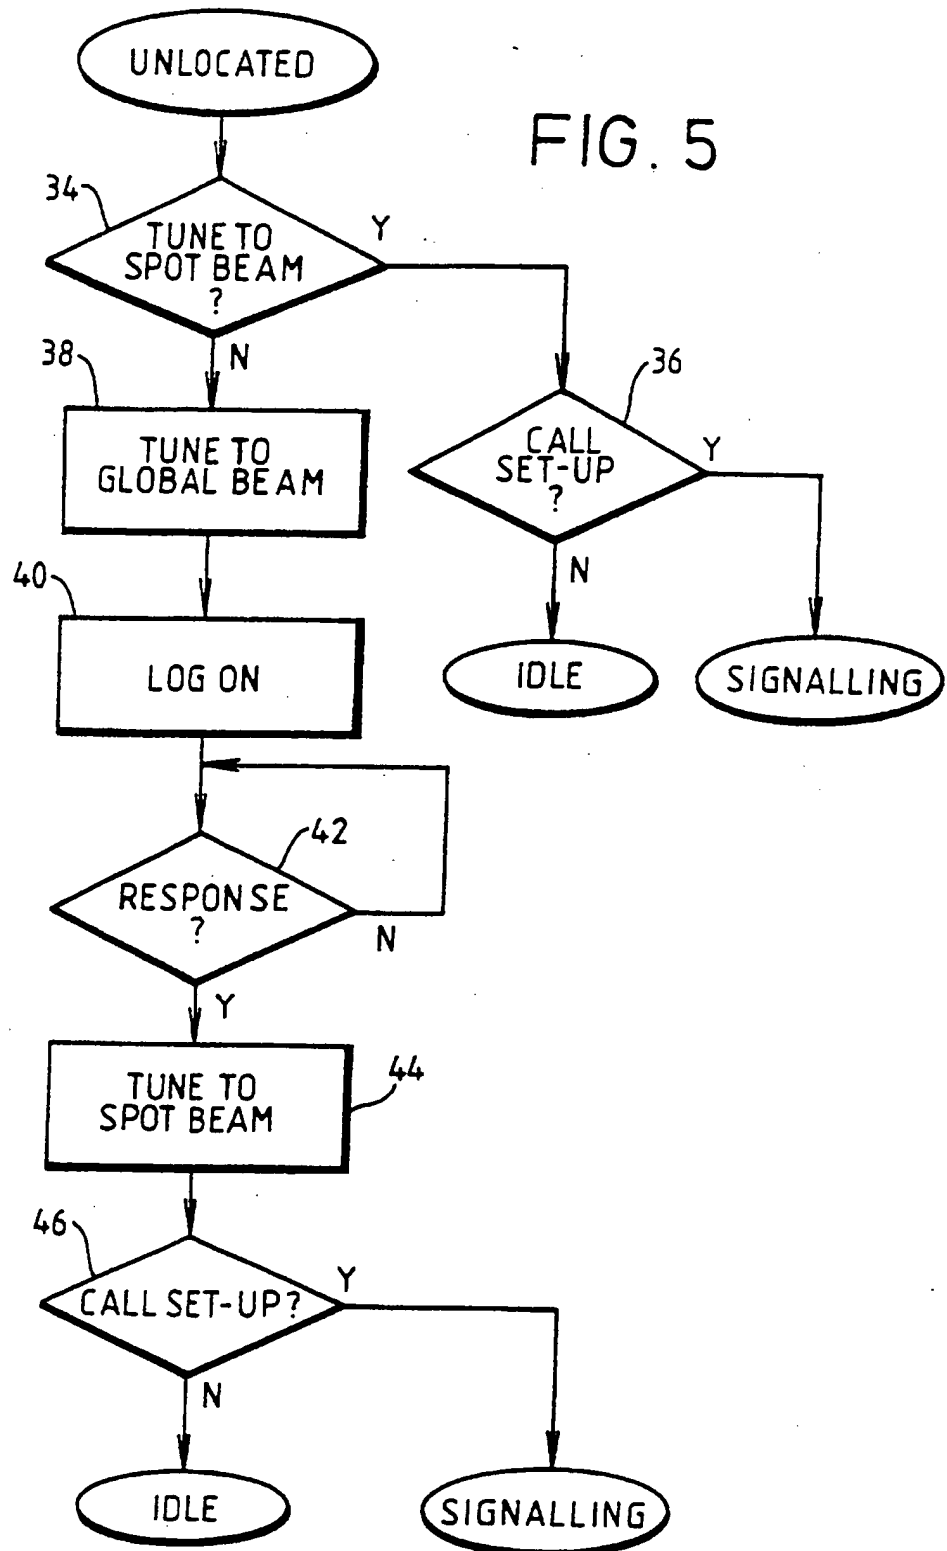 UNLOCATED
FIG. 5
34
TUNE TO
SPOT BEAM
?
Y
N
38
TUNE TO
GLOBAL BEAM
36
CALL
SET-UP
?
Y
N
40
LOG ON
IDLE
SIGNALLING
42
RESPONSE
?
N
Y
44
TUNE TO
SPOT BEAM
46
CALL SET-UP?
Y
N
IDLE
SIGNALLING